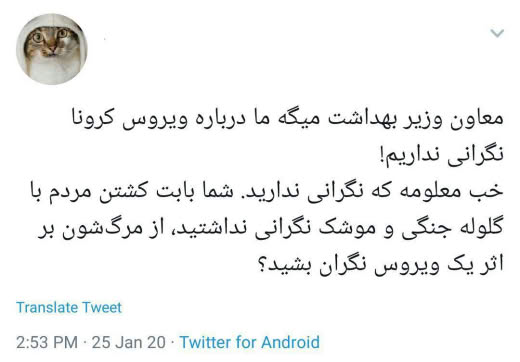 معاون وزیر بهداشت میگه ما درباره ویروس کرونا
نگرانی نداریم!
خب معلومه که نگرانی ندارید. شما بابت کشتن مردم با
گلوله جنگی و موشک نگرانی نداشتید، از مرگ‌شون بر
اثر یک ویروس نگران بشید؟
Translate Tweet
2:53 PM · 25 Jan 20 · Twitter for Android